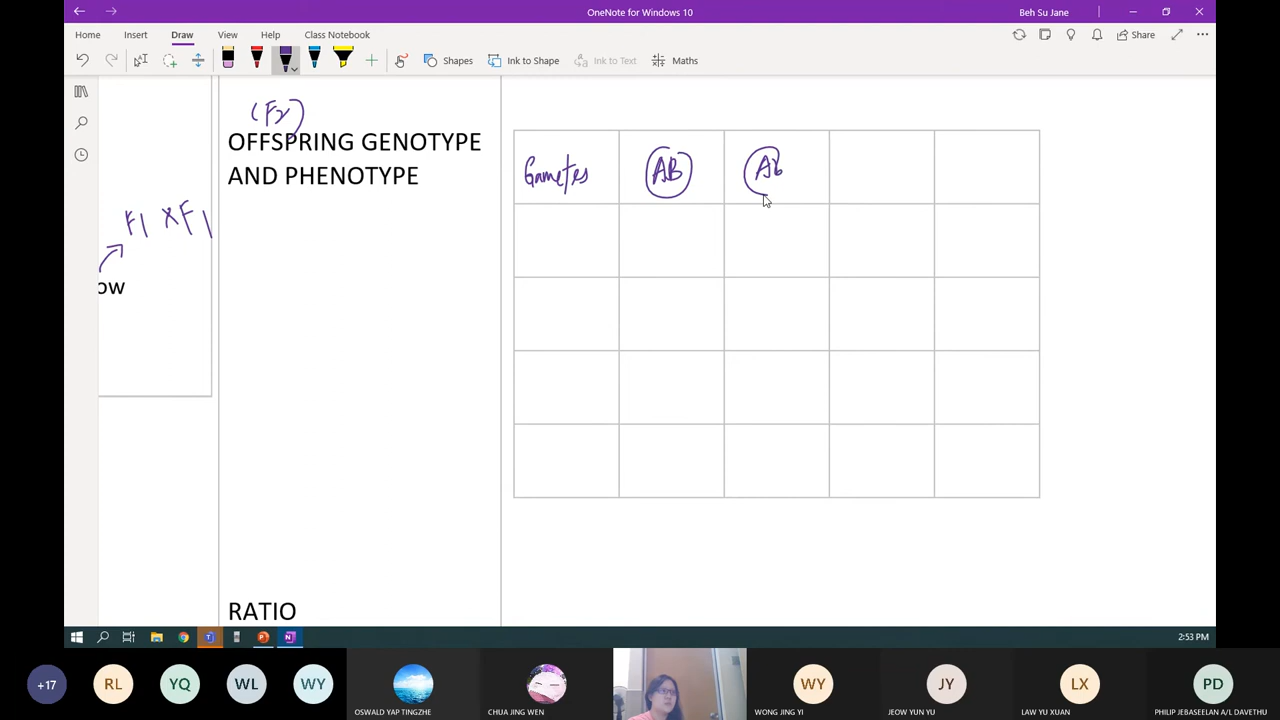 OneNote for Windows 10
Beh Su Jane
Home Insert Draw View Help Class Notebook
Share
Shapes Ink to Shape Ink to Text Maths
(F2)
OFFSPRING GENOTYPE
AND PHENOTYPE
Gametes AB Ab
F1 X F1
ow
RATIO
2:53 PM
+17 RL YQ WL WY WY JY LX PD
OSWALD YAP TINGZHE CHUA JING WEN WONG JING YI JEOW YUN YU LAW YU XUAN PHILIP JEBASEELAN A/L DAVETHU